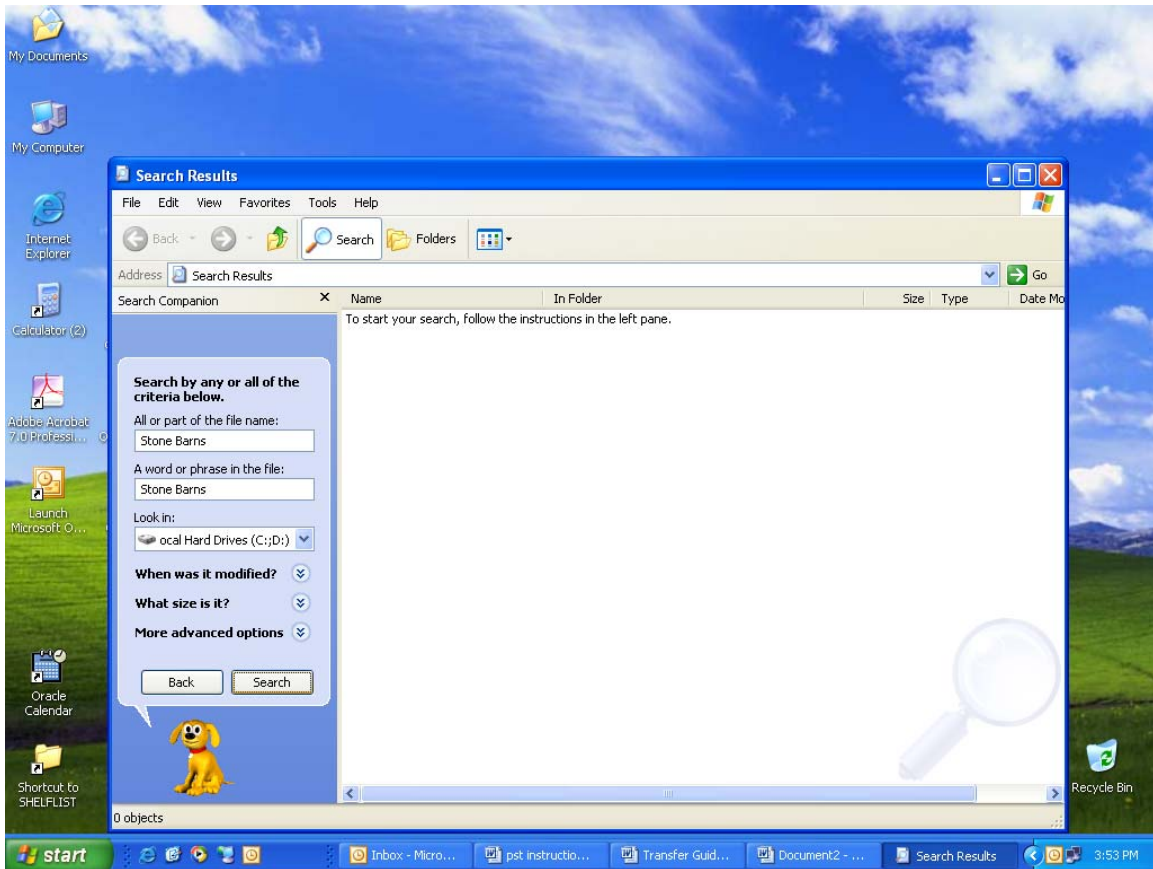 My Documents
My Computer
Internet
Explorer
Calculator (2)
Adobe Acrobat
7.0 Professi...
Launch
Microsoft O...
Oracle
Calendar
Shortcut to
SHELFLIST
Recycle Bin
Search Results
File Edit View Favorites Tools Help
Back Search Folders
Address Search Results Go
Search Companion
Name In Folder Size Type Date Mo
To start your search, follow the instructions in the left pane.
Search by any or all of the
criteria below.
All or part of the file name:
Stone Barns
A word or phrase in the file:
Stone Barns
Look in:
ocal Hard Drives (C:;D:)
When was it modified?
What size is it?
More advanced options
Back Search
0 objects
start Inbox - Micro... pst instructio... Transfer Guid... Document2 - ... Search Results 3:53 PM